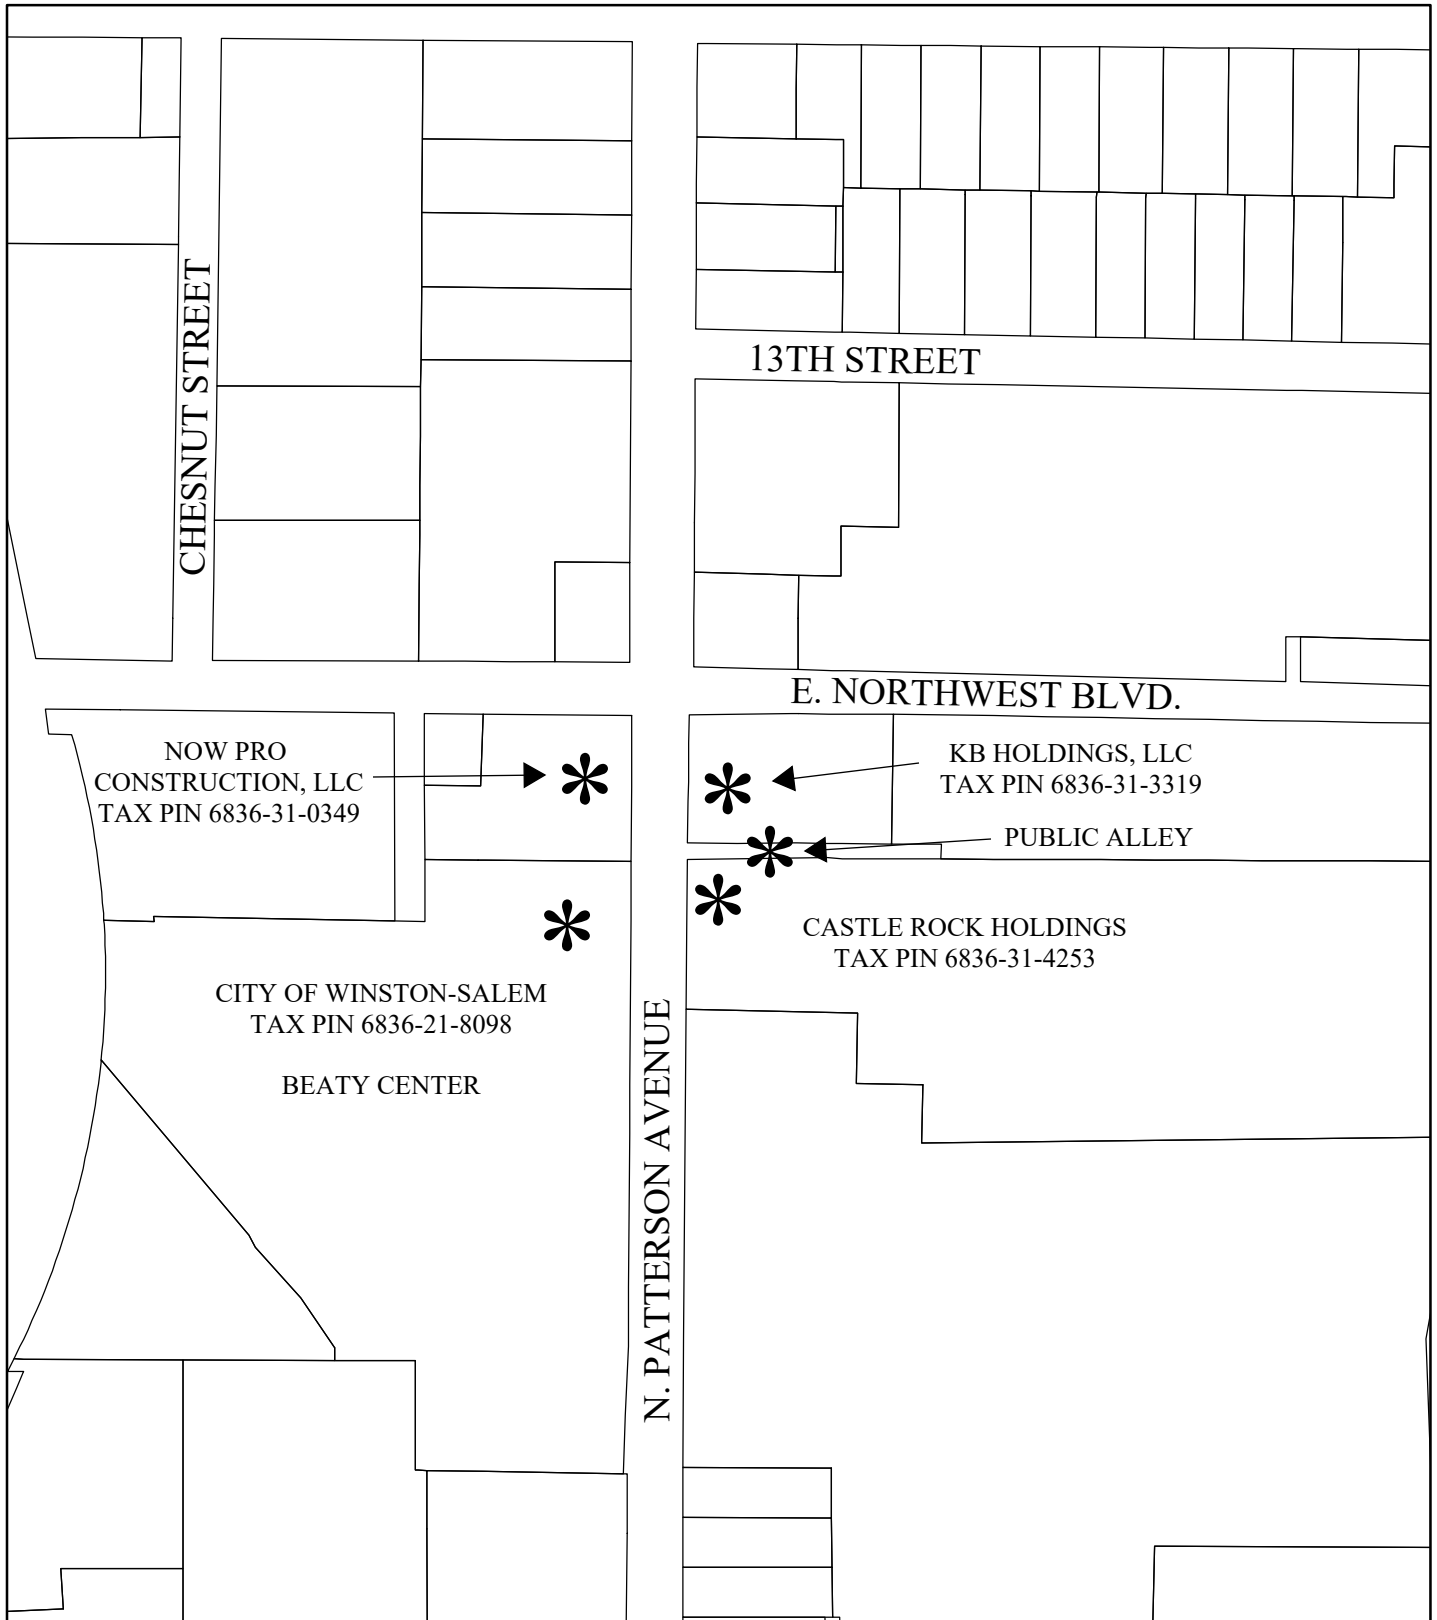 CHESNUT STREET
13TH STREET
E. NORTHWEST BLVD.
NOW PRO
CONSTRUCTION, LLC
TAX PIN 6836-31-0349
KB HOLDINGS, LLC
TAX PIN 6836-31-3319
PUBLIC ALLEY
CASTLE ROCK HOLDINGS
TAX PIN 6836-31-4253
CITY OF WINSTON-SALEM
TAX PIN 6836-21-8098
BEATY CENTER
N. PATTERSON AVENUE